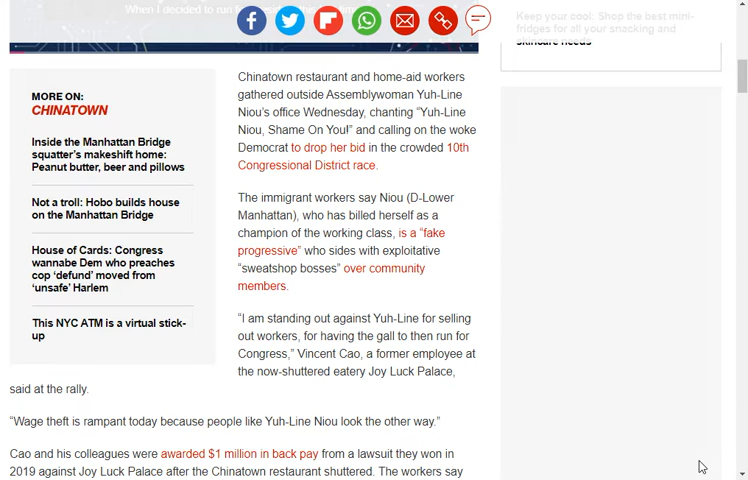 When I decided to run f
Keep your cool: Shop the best mini-
fridges for all your snacking and
skincare needs
MORE ON:
CHINATOWN
Inside the Manhattan Bridge
squatter's makeshift home:
Peanut butter, beer and pillows
Not a troll: Hobo builds house
on the Manhattan Bridge
House of Cards: Congress
wannabe Dem who preaches
cop 'defund' moved from
'unsafe' Harlem
This NYC ATM is a virtual stick-
up
Chinatown restaurant and home-aid workers
gathered outside Assemblywoman Yuh-Line
Niou's office Wednesday, chanting “Yuh-Line
Niou, Shame On You!” and calling on the woke
Democrat to drop her bid in the crowded 10th
Congressional District race.
The immigrant workers say Niou (D-Lower
Manhattan), who has billed herself as a
champion of the working class, is a “fake
progressive” who sides with exploitative
“sweatshop bosses” over community
members.
“I am standing out against Yuh-Line for selling
out workers, for having the gall to then run for
Congress,” Vincent Cao, a former employee at
the now-shuttered eatery Joy Luck Palace,
said at the rally.
“Wage theft is rampant today because people like Yuh-Line Niou look the other way.”
Cao and his colleagues were awarded $1 million in back pay from a lawsuit they won in
2019 against Joy Luck Palace after the Chinatown restaurant shuttered. The workers say